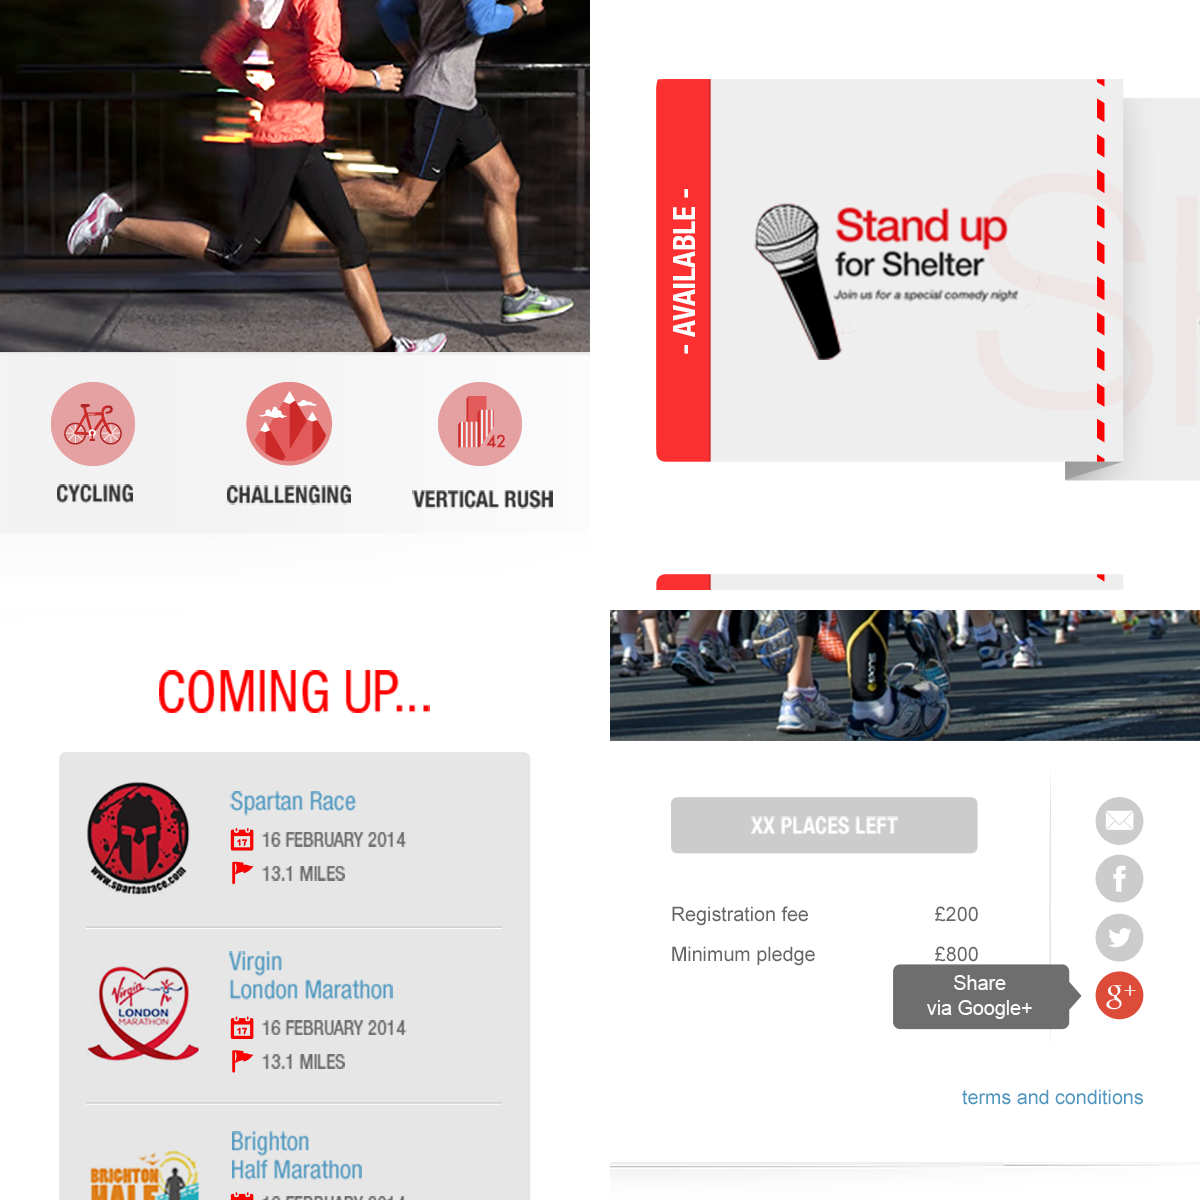 42
CYCLING
CHALLENGING
VERTICAL RUSH
- AVAILABLE -
Stand up
for Shelter
Join us for a special comedy night
COMING UP...
Spartan Race
17 16 FEBRUARY 2014
13.1 MILES
www.spartanrace.com
Virgin
London Marathon
Virgin
LONDON
MARATHON
17 16 FEBRUARY 2014
13.1 MILES
Brighton
Half Marathon
BRIGHTON
HALF
XX PLACES LEFT
Registration fee £200
Minimum pledge £800
Share
via Google+
g+
terms and conditions